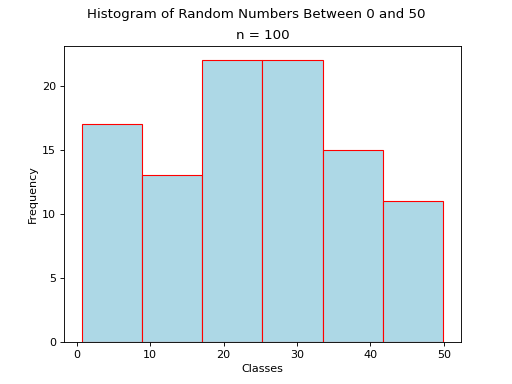 Histogram of Random Numbers Between 0 and 50
n = 100
20
15
10
5
0
Frequency
0 10 20 30 40 50
Classes